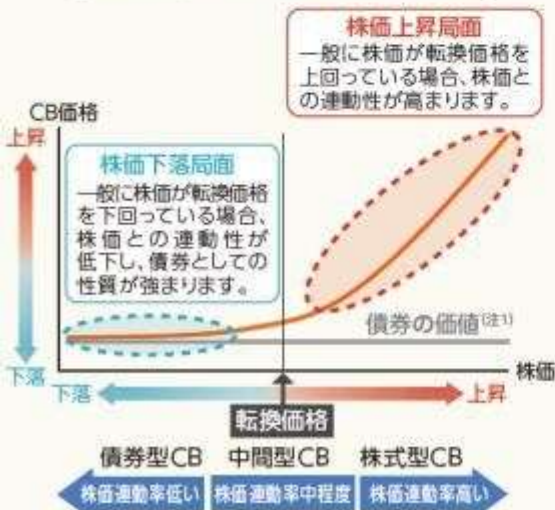 株価上昇局面
一般に株価が転換価格を
上回っている場合、株価と
の連動性が高まります。
CB価格
上昇
株価下落局面
一般に株価が転換価格
を下回っている場合、
株価との連動性が
低下し、債券としての
性質が強まります。
債券の価値(注1)
下落
株価
下落
上昇
転換価格
債券型CB 中間型CB 株式型CB
株価連動率低い 株価連動率中程度 株価連動率高い